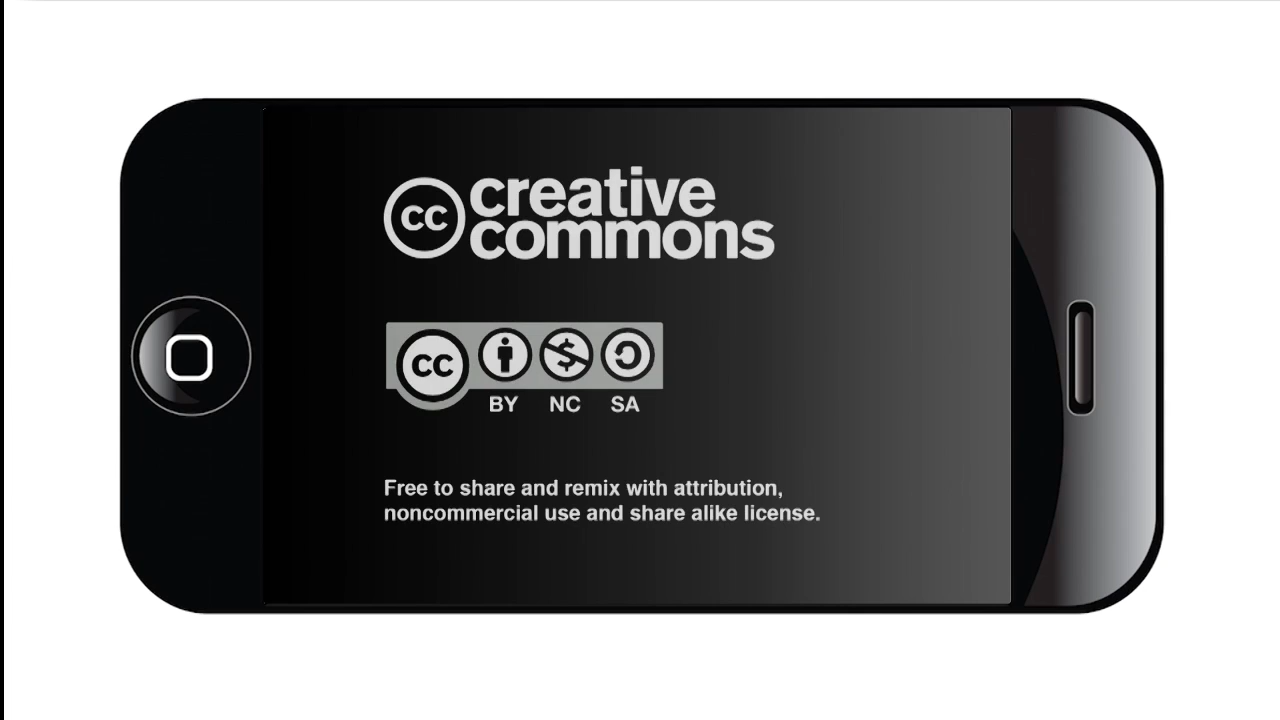 cc creative
commons
cc
BY NC SA
Free to share and remix with attribution,
noncommercial use and share alike license.